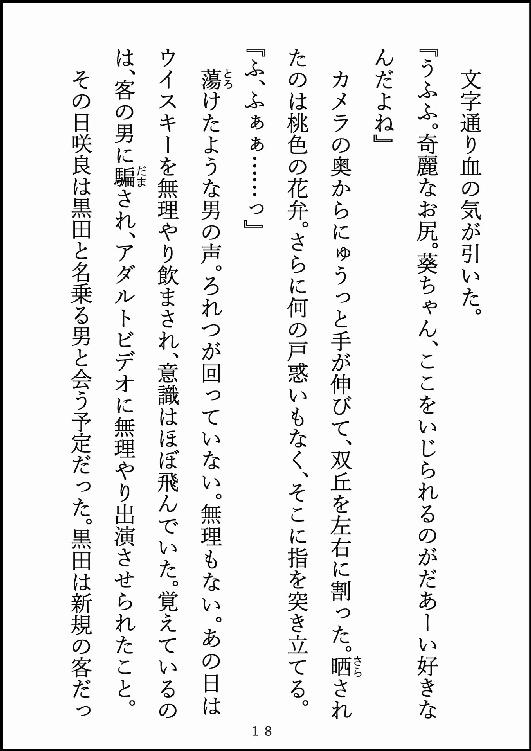 文字通り血の気が引いた。
『うふふ。奇麗なお尻。葵ちゃん、ここをいじられるのがだあーい好きな
んだよね』
さら
カメラの奥からにゅうっと手が伸びて、双丘を左右に割った。晒され
たのは桃色の花弁。さらに何の戸惑いもなく、そこに指を突き立てる。
『ふ、ふぁぁ……っ』
とろ
蕩けたような男の声。ろれつが回っていない。無理もない。あの日は
ウイスキーを無理やり飲まされ、意識はほぼ飛んでいた。覚えているの
だま
は、客の男に騙され、アダルトビデオに無理やり出演させられたこと。
その日咲良は黒田と名乗る男と会う予定だった。黒田は新規の客だっ
18